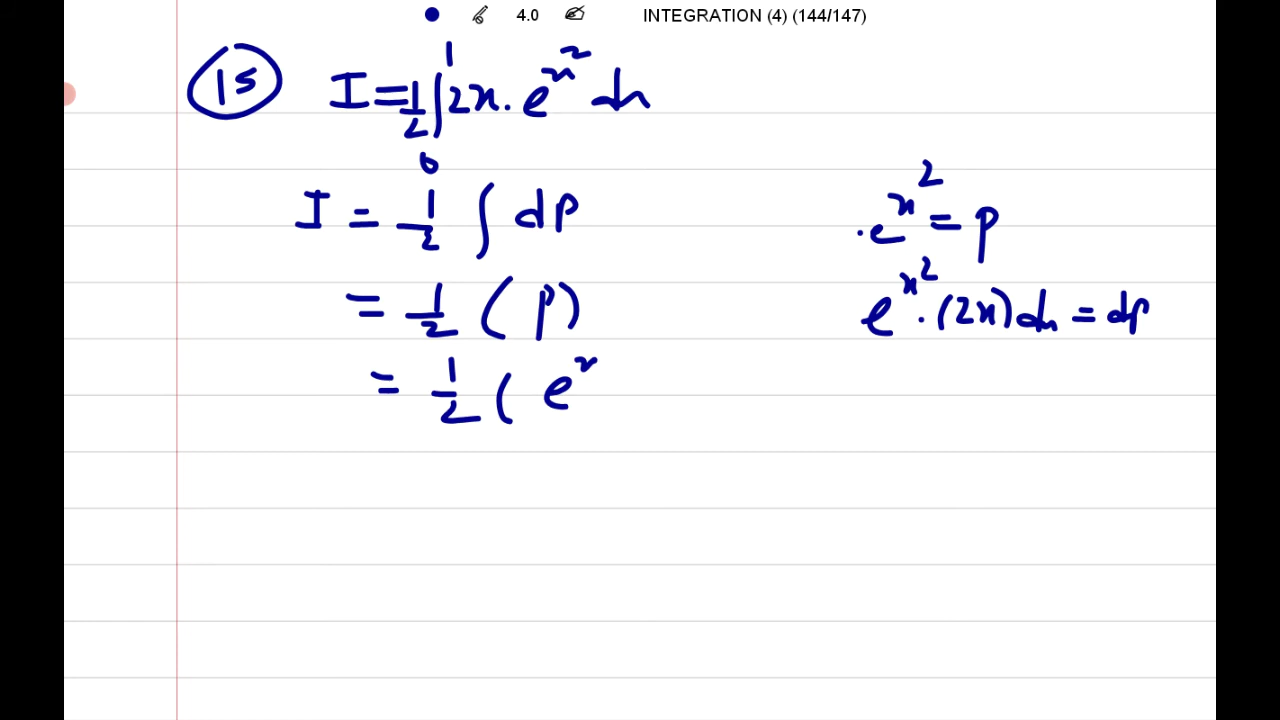 4.0 INTEGRATION (4) (144/147)
15 I = 1/2 ∫₀¹ 2x · e^x² dx
I = 1/2 ∫ dp
· e^x² = p
= 1/2 ( p )
e^x² · (2x) dx = dp
= 1/2 ( e^x